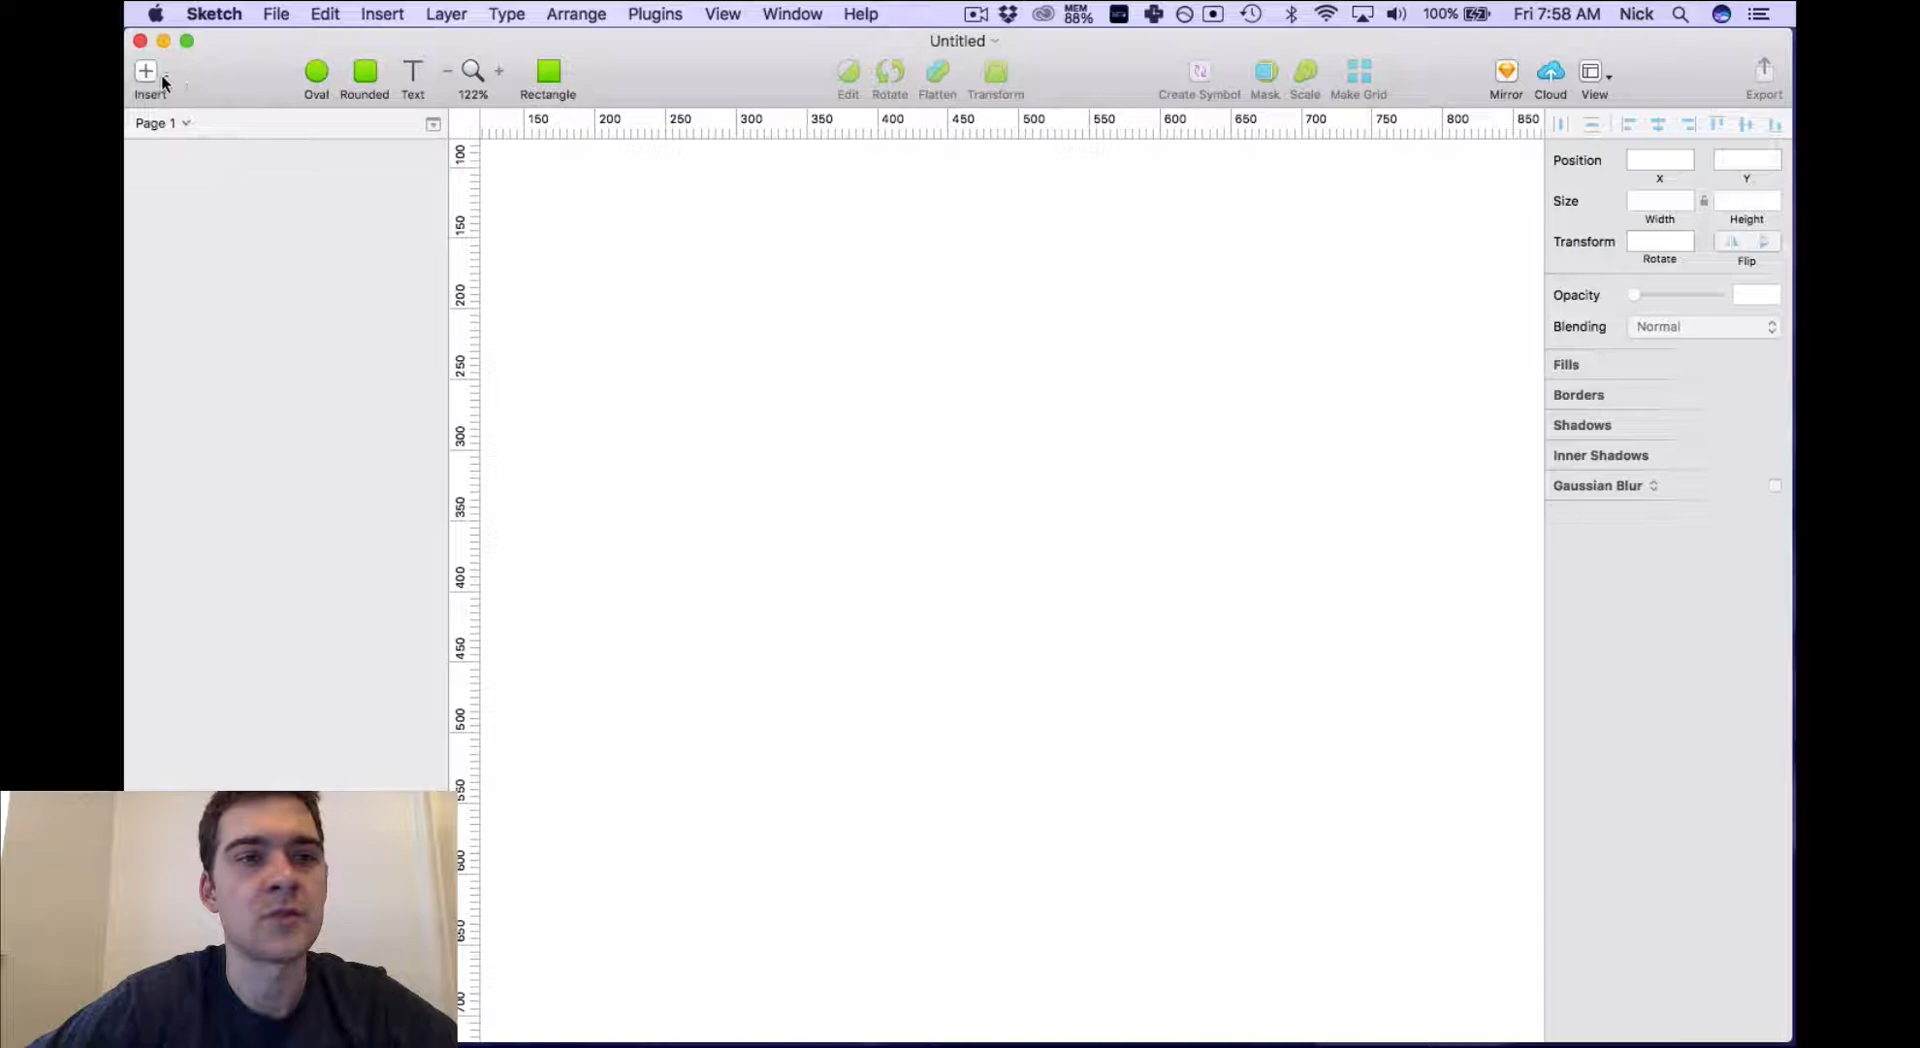 Sketch File Edit Insert Layer Type Arrange Plugins View Window Help MEM 88% 100% Fri 7:58 AM Nick
Untitled
Insert Oval Rounded Text 122% Rectangle Edit Rotate Flatten Transform Create Symbol Mask Scale Make Grid Mirror Cloud View Export
Page 1
150 200 250 300 350 400 450 500 550 600 650 700 750 800 850
100
150
200
250
300
350
400
450
500
550
600
650
700
Position
X Y
Size
Width Height
Transform
Rotate Flip
Opacity
Blending Normal
Fills
Borders
Shadows
Inner Shadows
Gaussian Blur